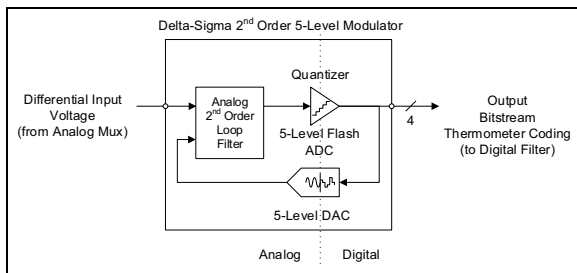 Delta-Sigma 2nd Order 5-Level Modulator
Quantizer
Differential Input
Voltage
(from Analog Mux)
Analog
2nd Order
Loop
Filter
5-Level Flash
ADC
4
Output
Bitstream
Thermometer Coding
(to Digital Filter)
5-Level DAC
Analog
Digital